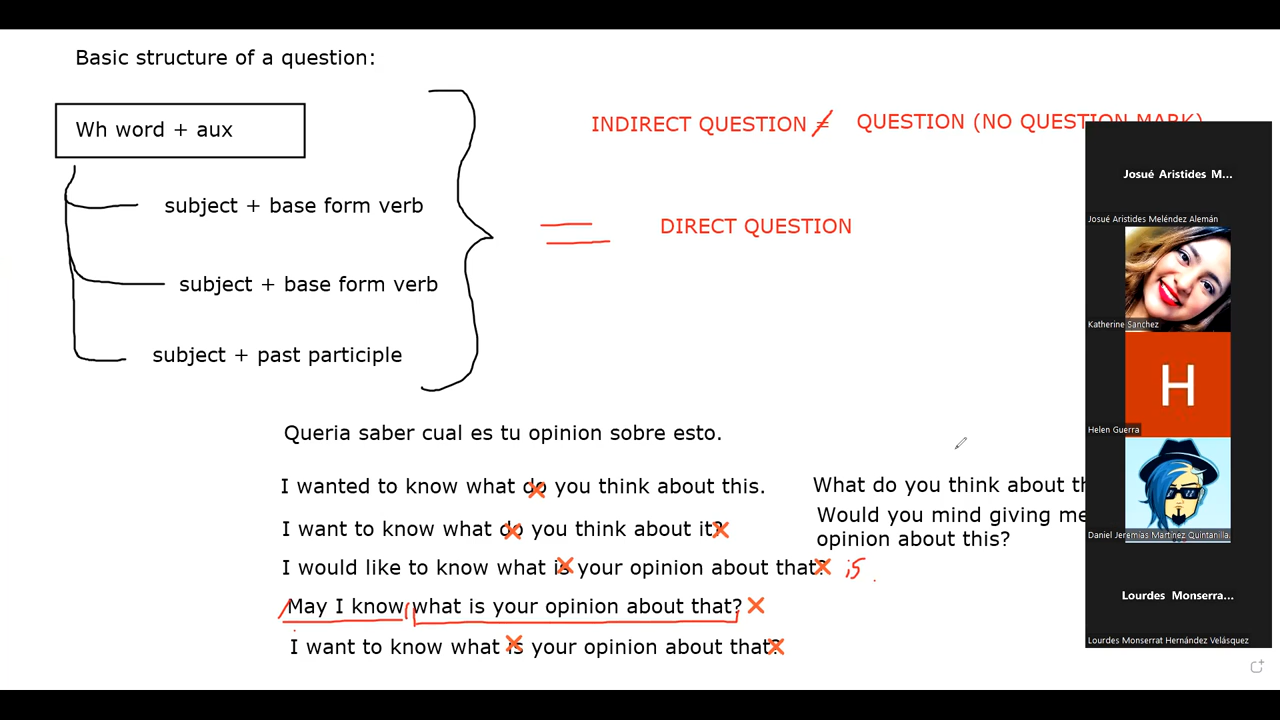 Basic structure of a question:
Wh word + aux
subject + base form verb
subject + base form verb
subject + past participle
INDIRECT QUESTION ≠ QUESTION (NO QUESTION MARK)
= DIRECT QUESTION
Queria saber cual es tu opinion sobre esto.
I wanted to know what do you think about this.
I want to know what do you think about it?
I would like to know what is your opinion about that? is
May I know what is your opinion about that?
I want to know what is your opinion about that?
What do you think about
Would you mind giving me
opinion about this?
Josué Aristides M...
Josué Aristides Meléndez Alemán
Katherine Sanchez
H
Helen Guerra
Daniel Jeremías Martínez Quintanilla
Lourdes Monserra...
Lourdes Monserrat Hernández Velásquez